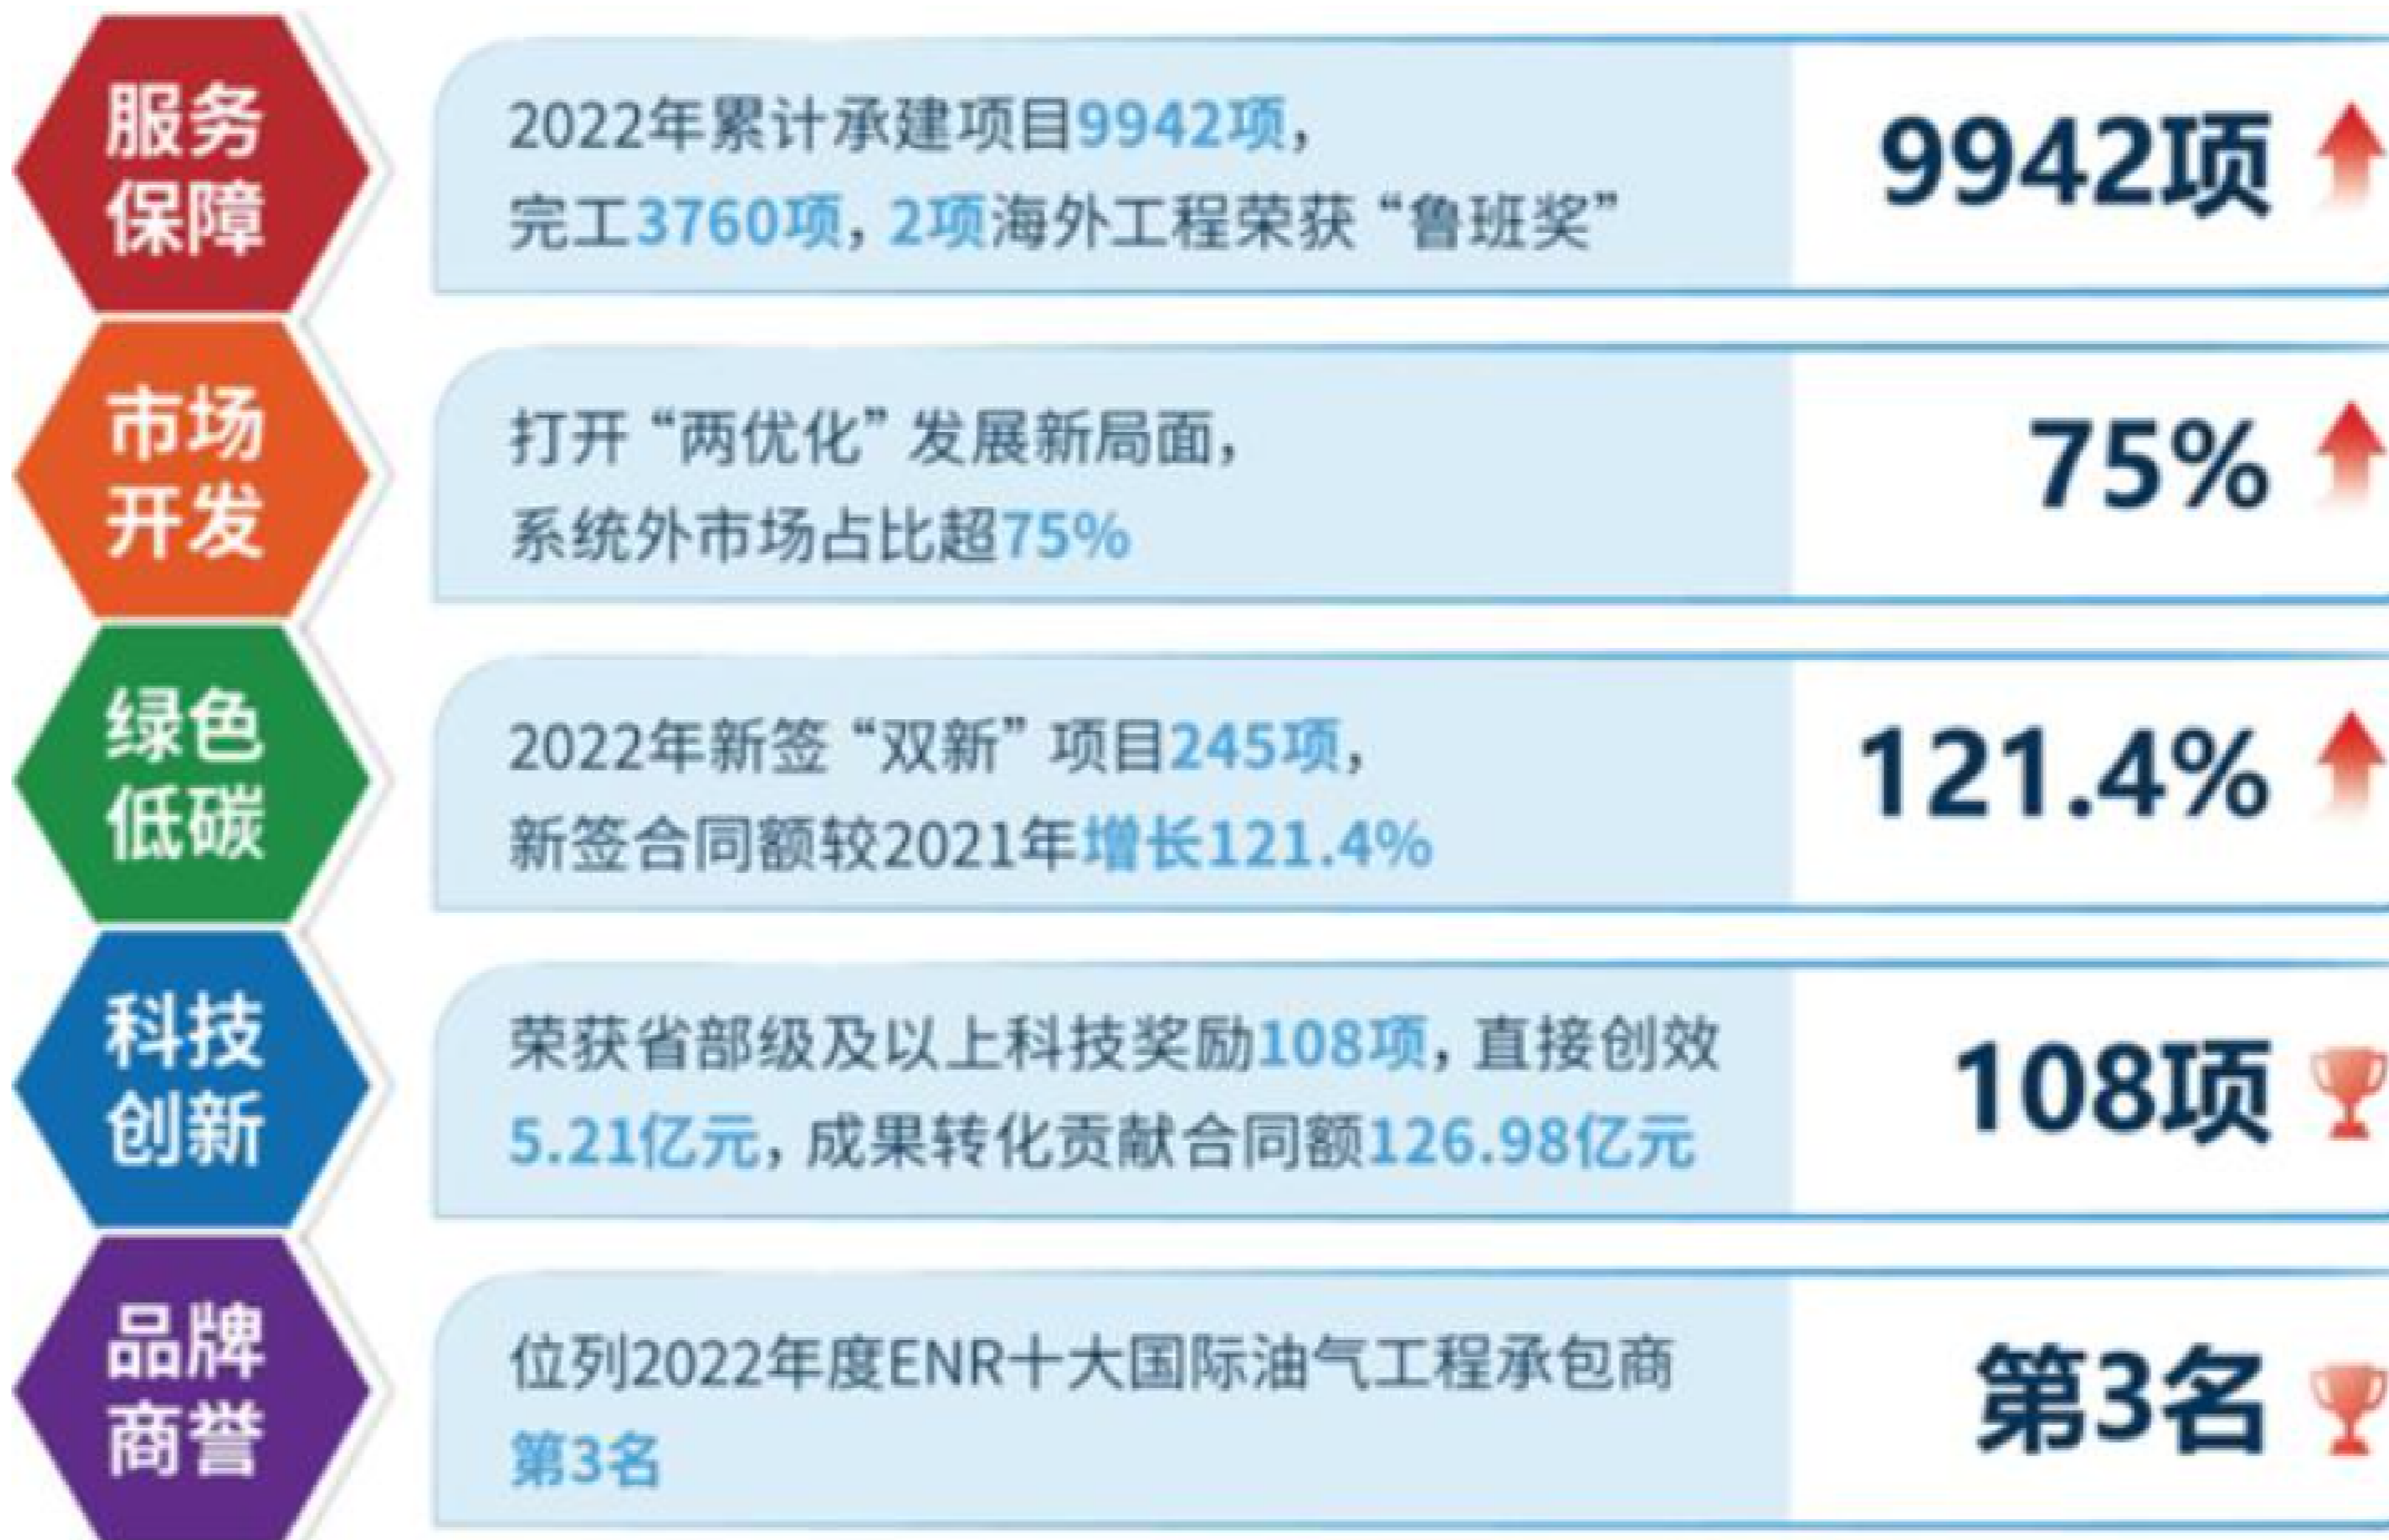 服务
保障
2022年累计承建项目9942项，
完工3760项，2项海外工程荣获“鲁班奖”
9942项
市场
开发
打开“两优化”发展新局面，
系统外市场占比超75%
75%
绿色
低碳
2022年新签“双新”项目245项，
新签合同额较2021年增长121.4%
121.4%
科技
创新
荣获省部级及以上科技奖励108项，直接创效
5.21亿元，成果转化贡献合同额126.98亿元
108项
品牌
商誉
位列2022年度ENR十大国际油气工程承包商
第3名
第3名